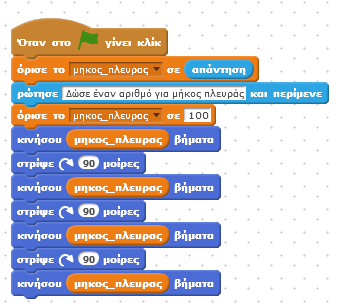 Όταν στο γίνει κλικ
όρισε το μηκος_πλευρας σε απάντηση
ρώτησε Δώσε έναν αριθμό για μήκος πλευράς και περίμενε
όρισε το μηκος_πλευρας σε 100
κινήσου μηκος_πλευρας βήματα
στρίψε 90 μοίρες
κινήσου μηκος_πλευρας βήματα
στρίψε 90 μοίρες
κινήσου μηκος_πλευρας βήματα
στρίψε 90 μοίρες
κινήσου μηκος_πλευρας βήματα